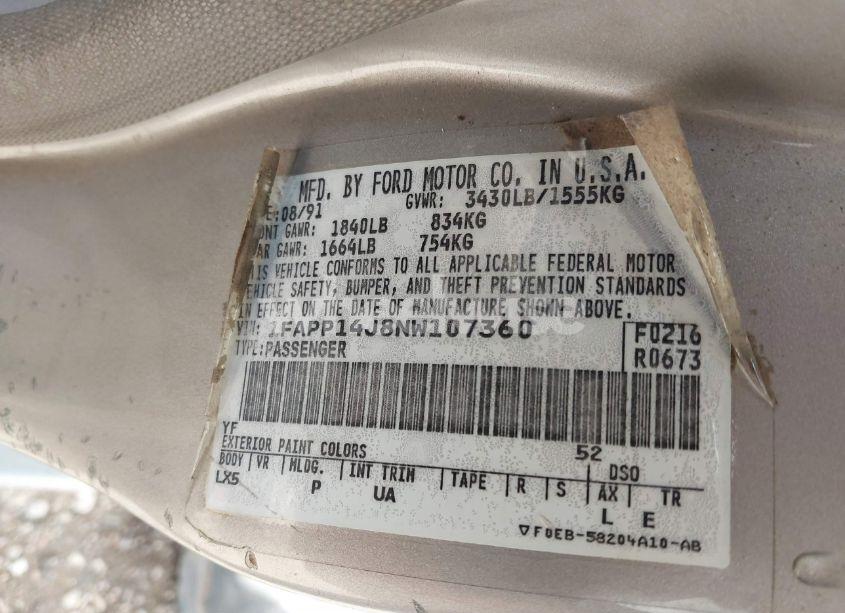 MFD. BY FORD MOTOR CO. IN U.S.A.
08/91 GVWR: 3430LB/1555KG
GAWR: 1840LB 834KG
GAWR: 1664LB 754KG
VEHICLE CONFORMS TO ALL APPLICABLE FEDERAL MOTOR
VEHICLE SAFETY, BUMPER, AND THEFT PREVENTION STANDARDS
IN EFFECT ON THE DATE OF MANUFACTURE SHOWN ABOVE.
VIN: 1FAPP14J8NW107360 F0216
TYPE:PASSENGER R0673
YF 52
EXTERIOR PAINT COLORS DSO
BODY VR MLDG. INT TRIM TAPE R S AX TR
LX5 P UA L E
▽F0EB-58204A10-AB